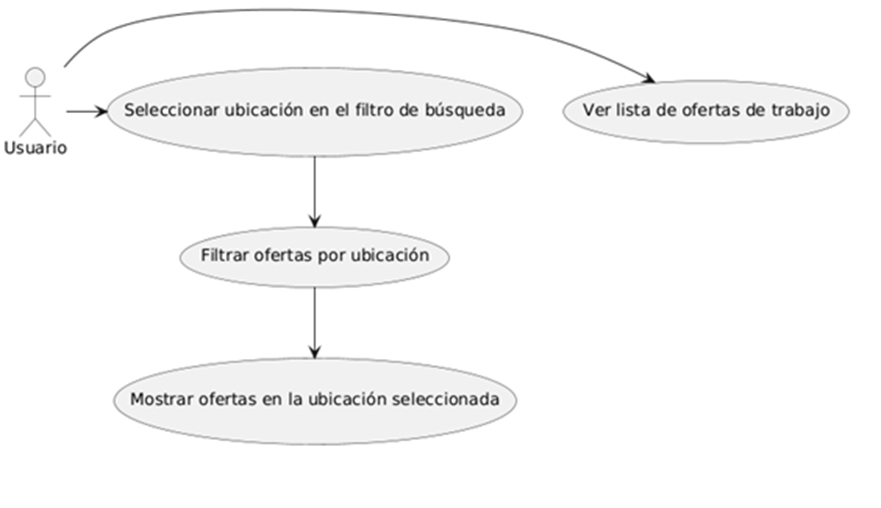 Seleccionar ubicación en el filtro de búsqueda
Ver lista de ofertas de trabajo
Usuario
Filtrar ofertas por ubicación
Mostrar ofertas en la ubicación seleccionada